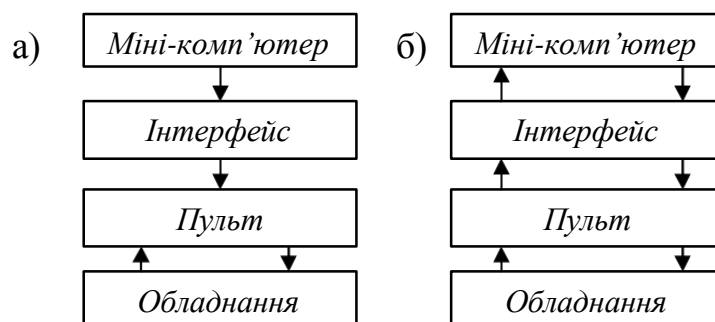 а)
Міні-комп’ютер
Інтерфейс
Пульт
Обладнання
б)
Міні-комп’ютер
Інтерфейс
Пульт
Обладнання